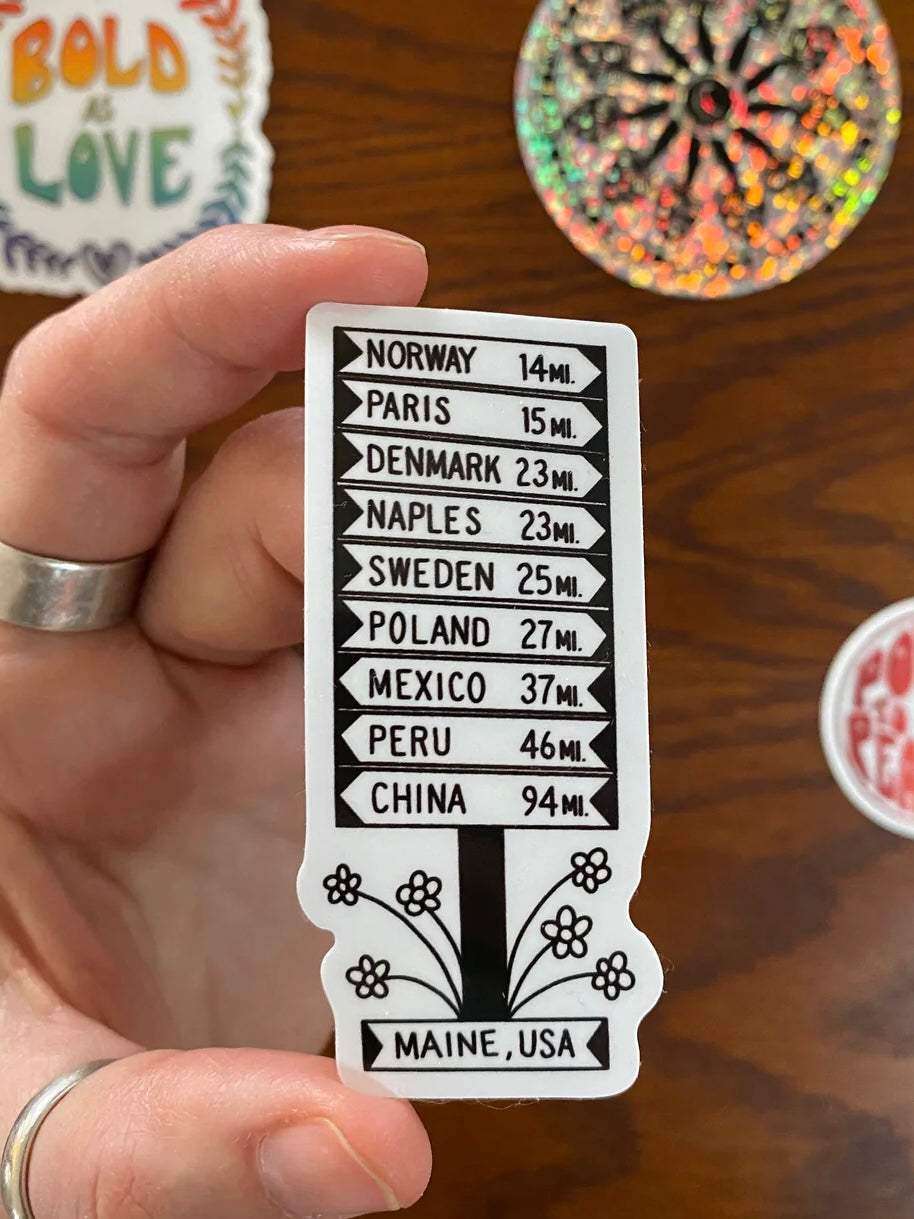 BOLD
AS
LOVE
NORWAY 14MI.
PARIS 15MI.
DENMARK 23MI.
NAPLES 23MI.
SWEDEN 25MI.
POLAND 27MI.
MEXICO 37MI.
PERU 46MI.
CHINA 94MI.
MAINE, USA